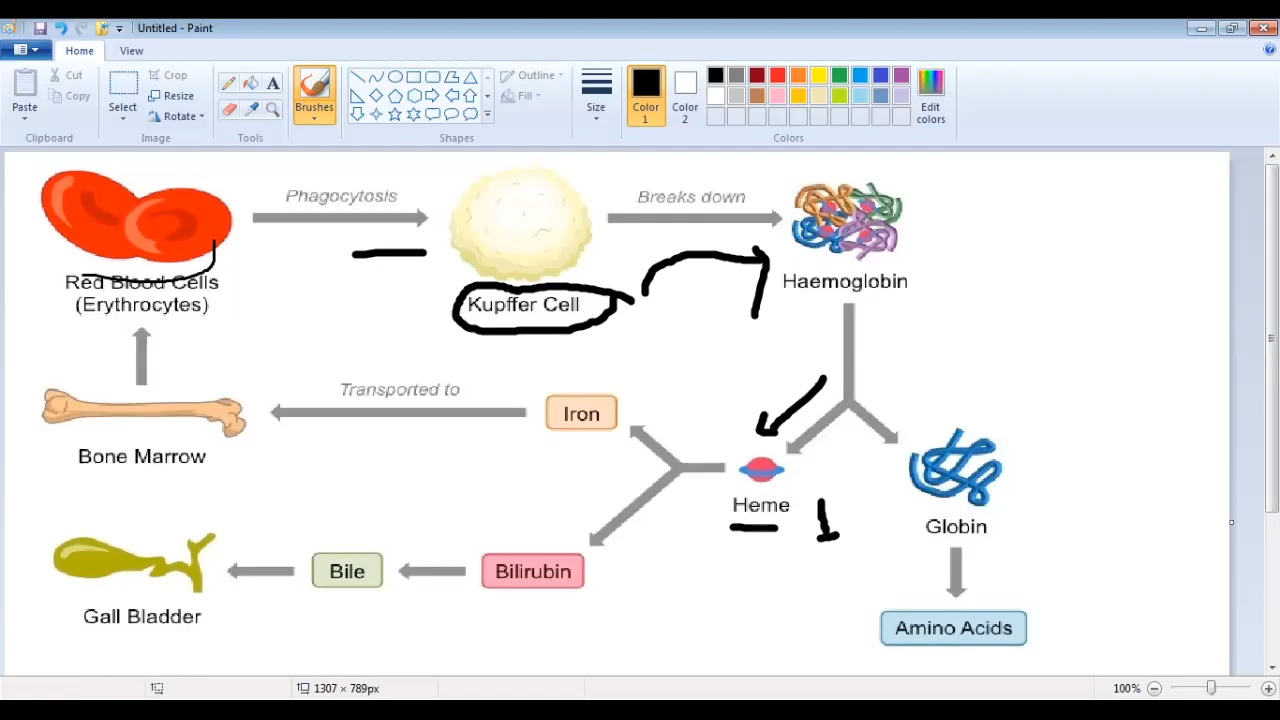 Untitled - Paint
Home View
Paste
Cut
Copy
Clipboard
Select
Crop
Resize
Rotate
Image
Tools
Brushes
Shapes
Outline
Fill
Size
Color 1
Color 2
Edit colors
Colors
Phagocytosis
Breaks down
Red Blood Cells
(Erythrocytes)
Kupffer Cell
Haemoglobin
Transported to
Iron
Bone Marrow
Heme
Globin
Gall Bladder
Bile
Bilirubin
Amino Acids
1307 × 789px
100%